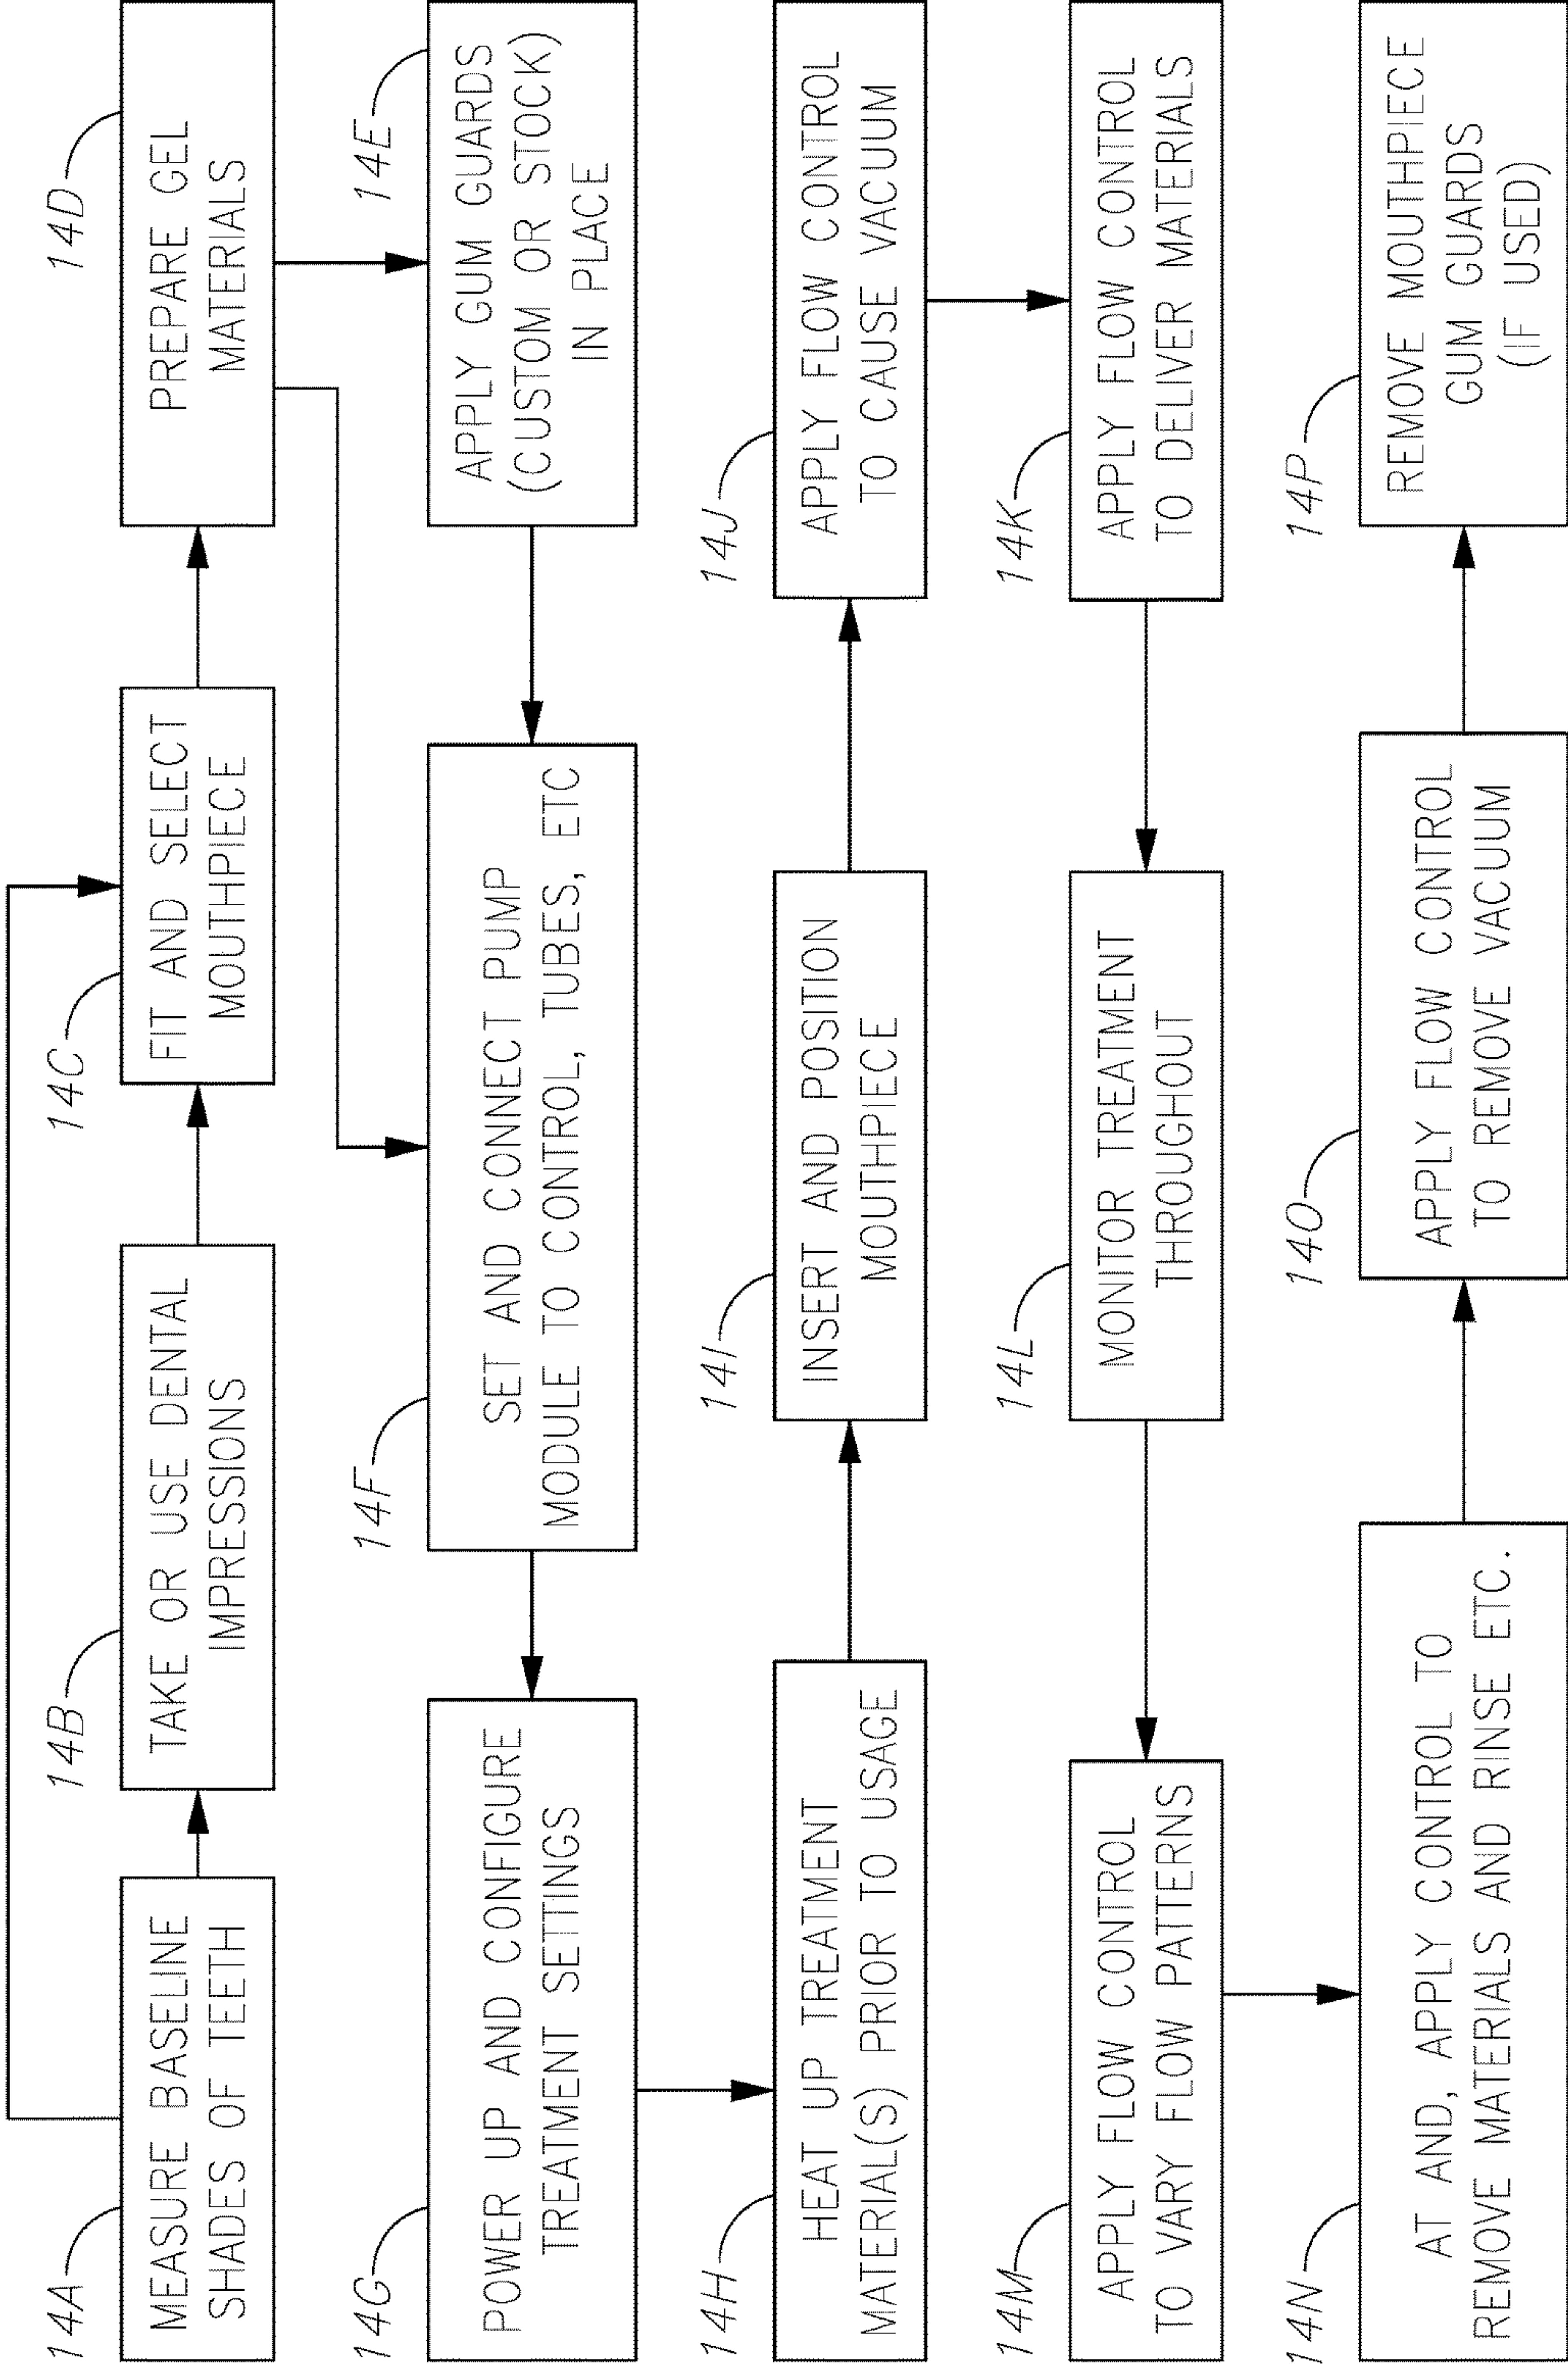 14A
MEASURE BASELINE
SHADES OF TEETH
14B
TAKE OR USE DENTAL
IMPRESSIONS
14C
FIT AND SELECT
MOUTHPIECE
14D
PREPARE GEL
MATERIALS
14E
APPLY GUM GUARDS
(CUSTOM OR STOCK)
IN PLACE
14F
SET AND CONNECT PUMP
MODULE TO CONTROL, TUBES, ETC
14G
POWER UP AND CONFIGURE
TREATMENT SETTINGS
14H
HEAT UP TREATMENT
MATERIAL(S) PRIOR TO USAGE
14I
INSERT AND POSITION
MOUTHPIECE
14J
APPLY FLOW CONTROL
TO CAUSE VACUUM
14K
APPLY FLOW CONTROL
TO DELIVER MATERIALS
14L
MONITOR TREATMENT
THROUGHOUT
14M
APPLY FLOW CONTROL
TO VARY FLOW PATTERNS
14N
AT AND, APPLY CONTROL TO
REMOVE MATERIALS AND RINSE ETC.
14O
APPLY FLOW CONTROL
TO REMOVE VACUUM
14P
REMOVE MOUTHPIECE
GUM GUARDS
(IF USED)